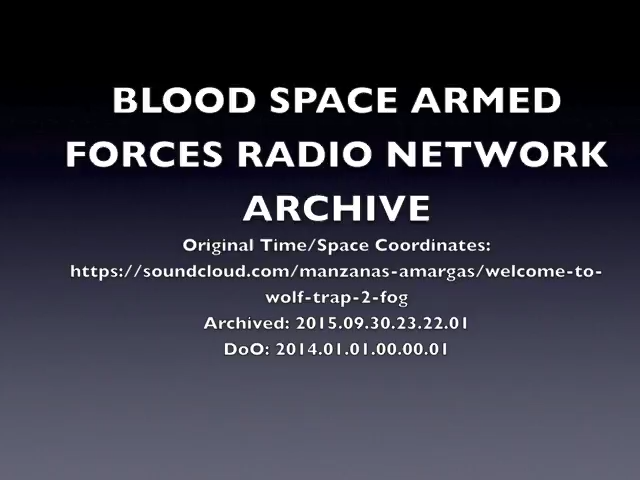 BLOOD SPACE ARMED
FORCES RADIO NETWORK
ARCHIVE
Original Time/Space Coordinates:
https://soundcloud.com/manzanas-amargas/welcome-to-
wolf-trap-2-fog
Archived: 2015.09.30.23.22.01
DoO: 2014.01.01.00.00.01